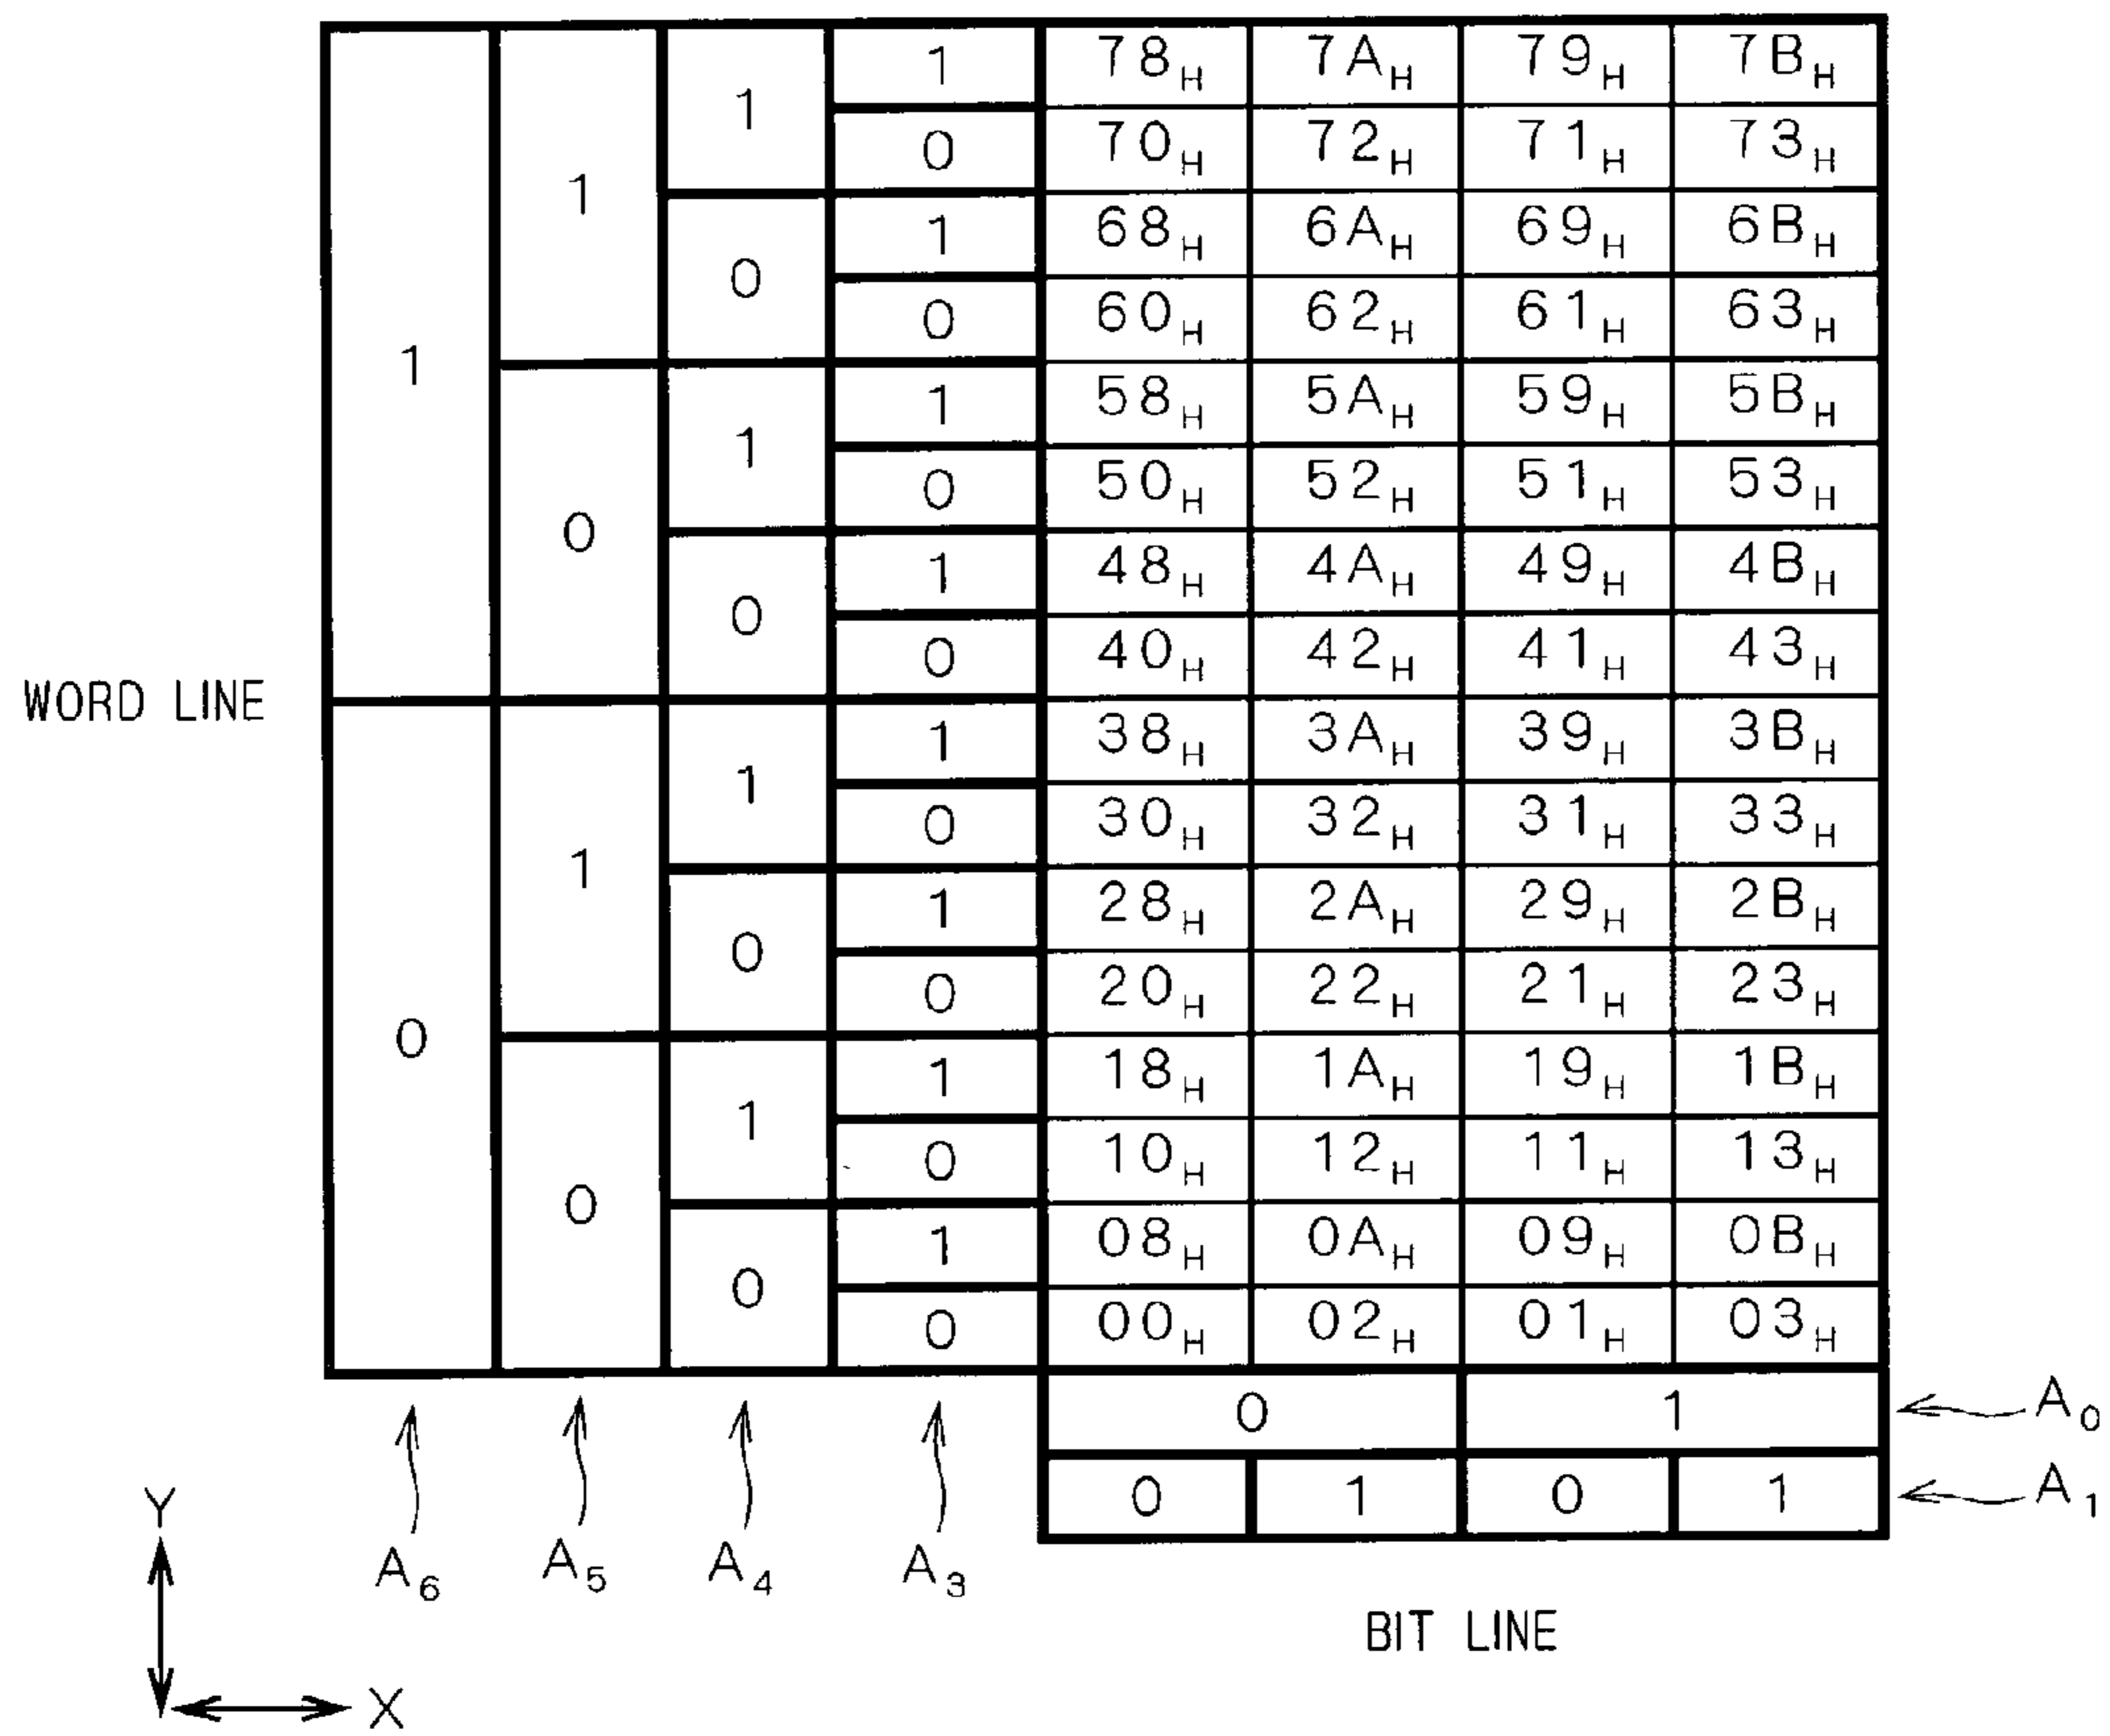 1 1 1 1 78H 7AH 79H 7BH
0 70H 72H 71H 73H
0 1 68H 6AH 69H 6BH
0 60H 62H 61H 63H
0 1 1 58H 5AH 59H 5BH
0 50H 52H 51H 53H
0 1 48H 4AH 49H 4BH
0 40H 42H 41H 43H
WORD LINE
0 1 1 1 38H 3AH 39H 3BH
0 30H 32H 31H 33H
0 1 28H 2AH 29H 2BH
0 20H 22H 21H 23H
0 1 1 18H 1AH 19H 1BH
0 10H 12H 11H 13H
0 1 08H 0AH 09H 0BH
0 00H 02H 01H 03H
0 1 A0
0 1 0 1 A1
A6 A5 A4 A3
BIT LINE
Y
X